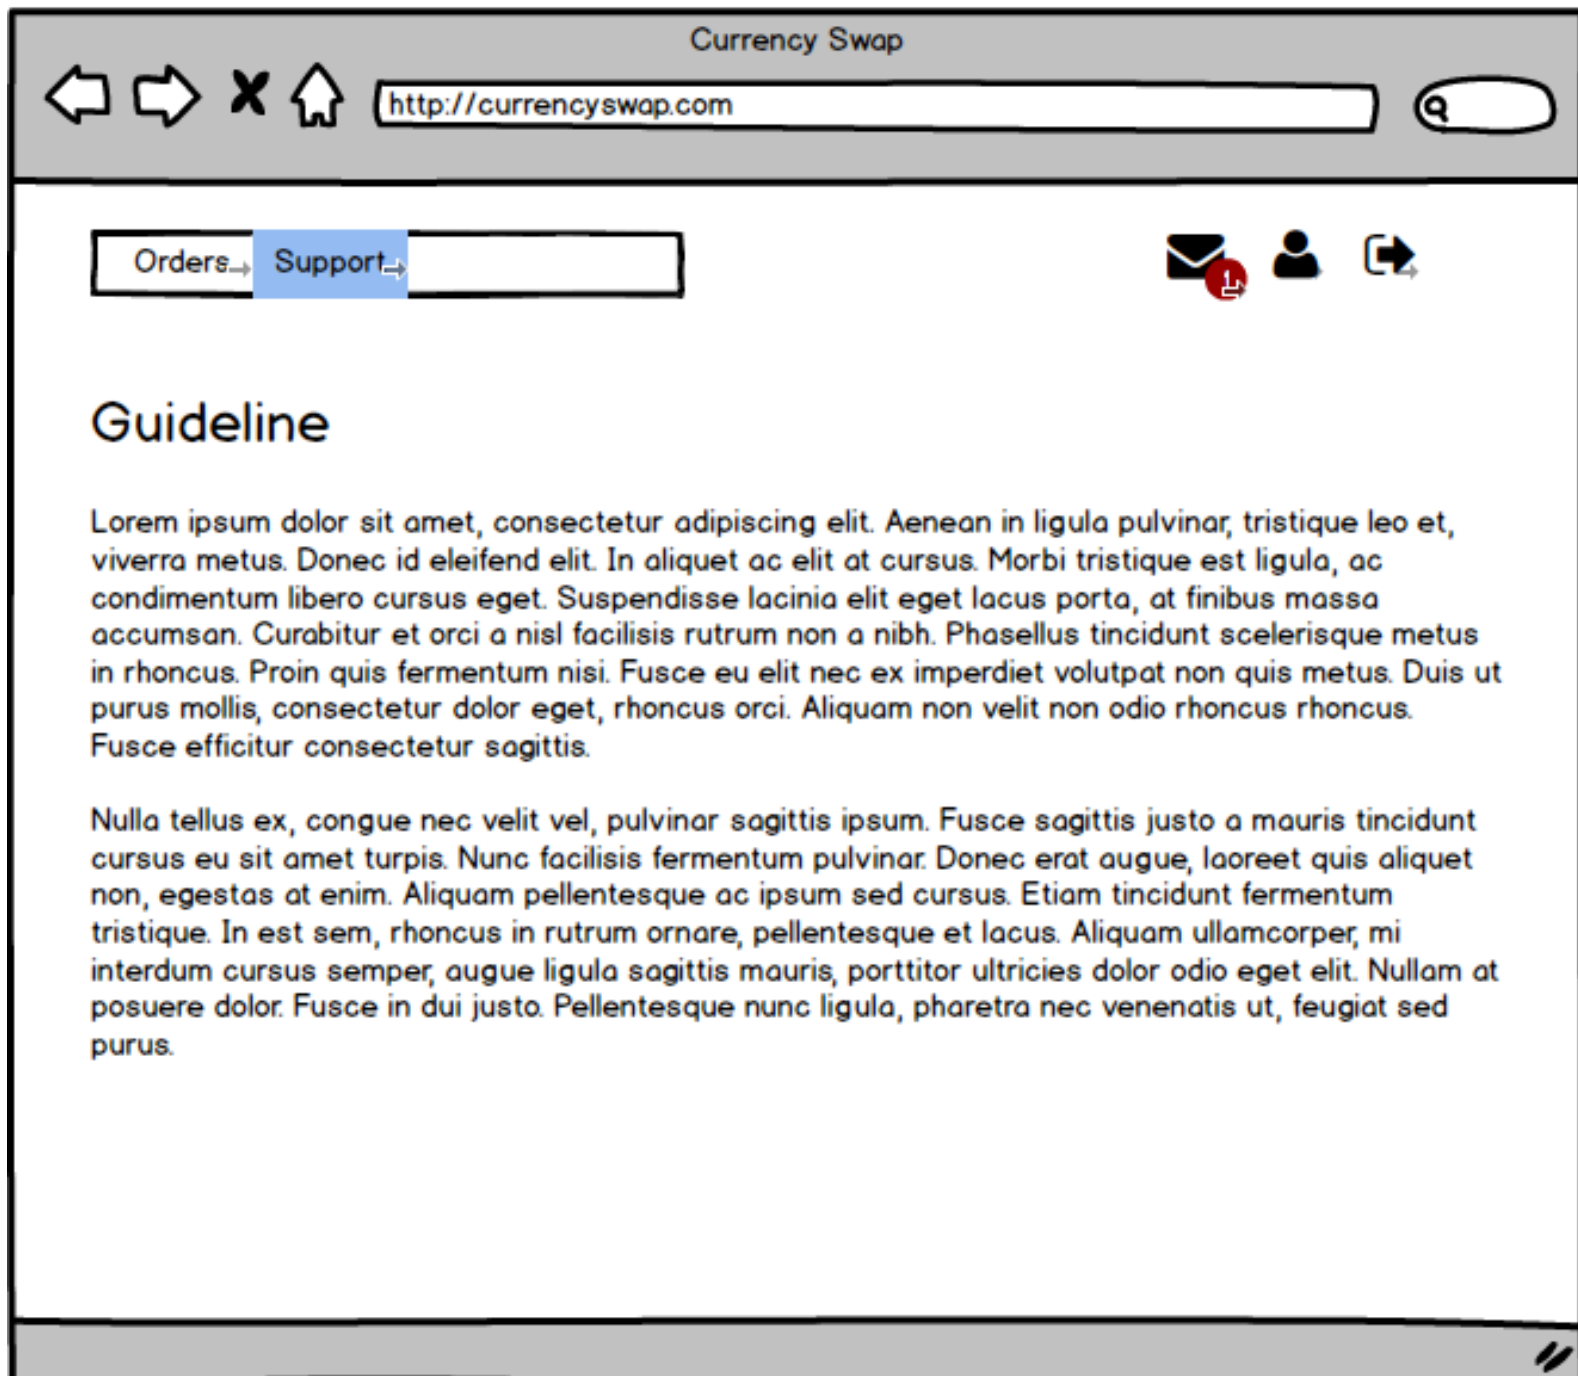 Currency Swap
http://currencyswap.com
Orders Support
1
Guideline
Lorem ipsum dolor sit amet, consectetur adipiscing elit. Aenean in ligula pulvinar, tristique leo et,
viverra metus. Donec id eleifend elit. In aliquet ac elit at cursus. Morbi tristique est ligula, ac
condimentum libero cursus eget. Suspendisse lacinia elit eget lacus porta, at finibus massa
accumsan. Curabitur et orci a nisl facilisis rutrum non a nibh. Phasellus tincidunt scelerisque metus
in rhoncus. Proin quis fermentum nisi. Fusce eu elit nec ex imperdiet volutpat non quis metus. Duis ut
purus mollis, consectetur dolor eget, rhoncus orci. Aliquam non velit non odio rhoncus rhoncus.
Fusce efficitur consectetur sagittis.
Nulla tellus ex, congue nec velit vel, pulvinar sagittis ipsum. Fusce sagittis justo a mauris tincidunt
cursus eu sit amet turpis. Nunc facilisis fermentum pulvinar. Donec erat augue, laoreet quis aliquet
non, egestas at enim. Aliquam pellentesque ac ipsum sed cursus. Etiam tincidunt fermentum
tristique. In est sem, rhoncus in rutrum ornare, pellentesque et lacus. Aliquam ullamcorper, mi
interdum cursus semper, augue ligula sagittis mauris, porttitor ultricies dolor odio eget elit. Nullam at
posuere dolor. Fusce in dui justo. Pellentesque nunc ligula, pharetra nec venenatis ut, feugiat sed
purus.